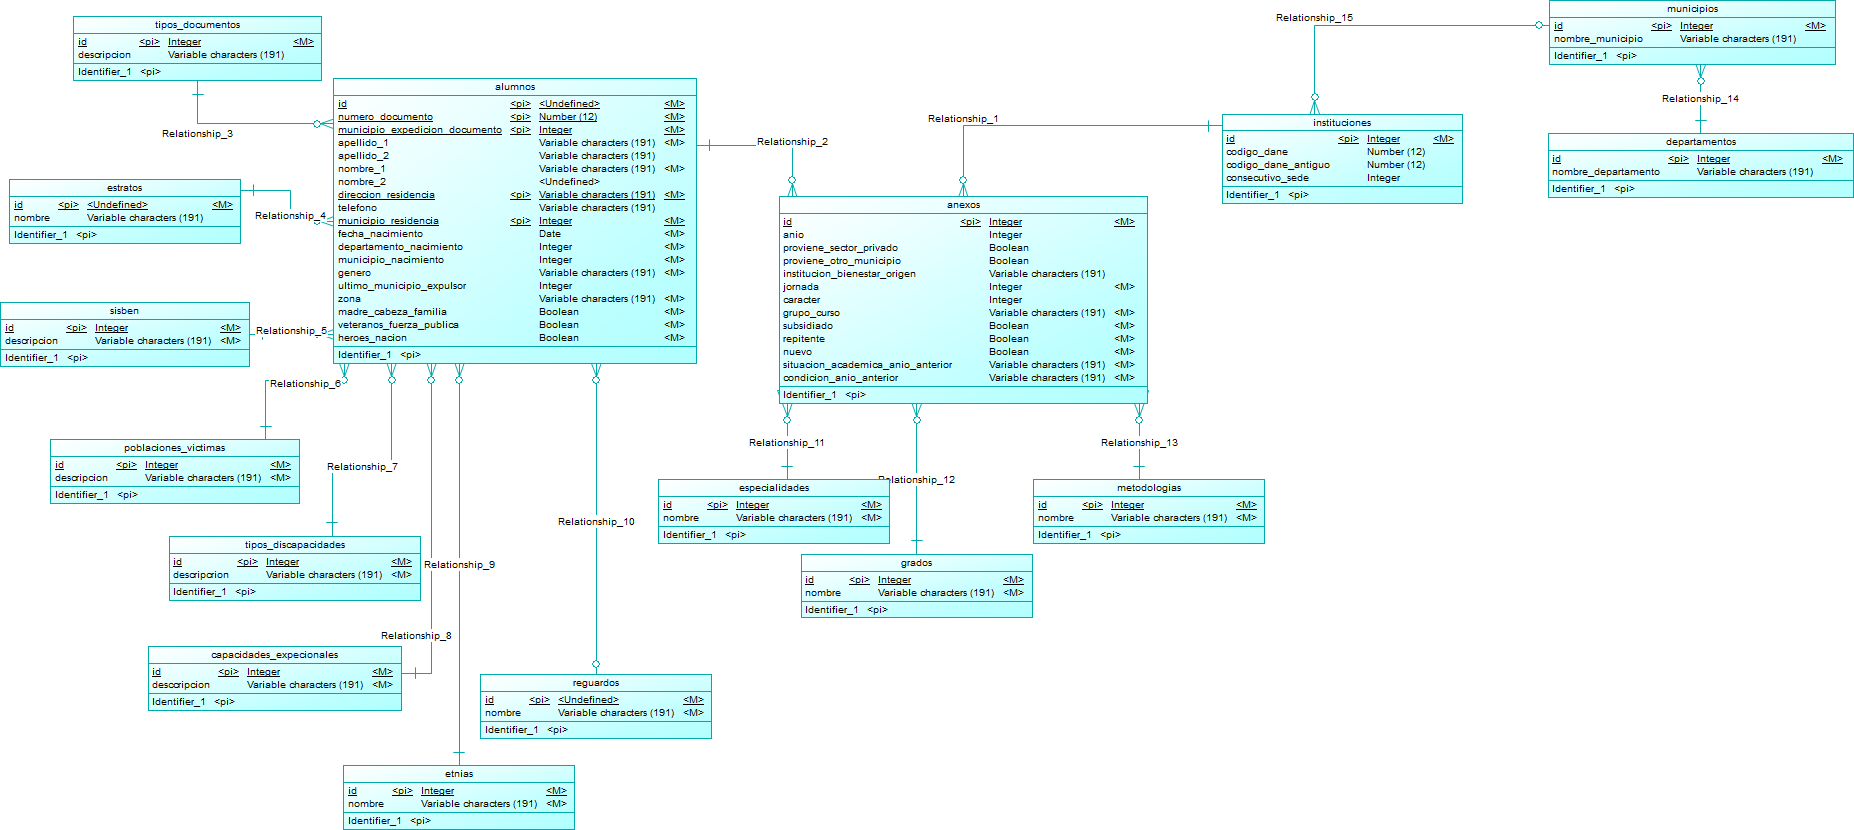 tipos_documentos
id <pi> Integer <M>
descripcion Variable characters (191)
Identifier_1 <pi>
Relationship_3
alumnos
id <pi> <Undefined> <M>
numero_documento <pi> Number (12) <M>
municipio_expedicion_documento <pi> Integer <M>
apellido_1 Variable characters (191) <M>
apellido_2 Variable characters (191)
nombre_1 Variable characters (191) <M>
nombre_2 <Undefined>
direccion_residencia <pi> Variable characters (191) <M>
telefono Variable characters (191)
municipio_residencia <pi> Integer <M>
fecha_nacimiento Date <M>
departamento_nacimiento Integer <M>
municipio_nacimiento Integer <M>
genero Variable characters (191) <M>
ultimo_municipio_expulsor Integer
zona Variable characters (191) <M>
madre_cabeza_familia Boolean <M>
veteranos_fuerza_publica Boolean <M>
heroes_nacion Boolean <M>
Identifier_1 <pi>
estratos
id <pi> <Undefined> <M>
nombre Variable characters (191)
Identifier_1 <pi>
Relationship_4
sisben
id <pi> Integer <M>
descripcion Variable characters (191) <M>
Identifier_1 <pi>
Relationship_5
Relationship_6
poblaciones_victimas
id <pi> Integer <M>
descripcion Variable characters (191) <M>
Identifier_1 <pi>
Relationship_7
tipos_discapacidades
id <pi> Integer <M>
descripcrion Variable characters (191) <M>
Identifier_1 <pi>
Relationship_9
Relationship_8
capacidades_expecionales
id <pi> Integer <M>
desccripcion Variable characters (191) <M>
Identifier_1 <pi>
etnias
id <pi> Integer <M>
nombre Variable characters (191) <M>
Identifier_1 <pi>
Relationship_10
reguardos
id <pi> <Undefined> <M>
nombre Variable characters (191) <M>
Identifier_1 <pi>
Relationship_2
Relationship_1
anexos
id <pi> Integer <M>
anio Integer
proviene_sector_privado Boolean
proviene_otro_municipio Boolean
institucion_bienestar_origen Variable characters (191)
jornada Integer <M>
caracter Integer
grupo_curso Variable characters (191) <M>
subsidiado Boolean <M>
repitente Boolean <M>
nuevo Boolean <M>
situacion_academica_anio_anterior Variable characters (191) <M>
condicion_anio_anterior Variable characters (191) <M>
Identifier_1 <pi>
Relationship_11
especialidades
id <pi> Integer <M>
nombre Variable characters (191) <M>
Identifier_1 <pi>
Relationship_12
grados
id <pi> Integer <M>
nombre Variable characters (191) <M>
Identifier_1 <pi>
Relationship_13
metodologias
id <pi> Integer <M>
nombre Variable characters (191) <M>
Identifier_1 <pi>
instituciones
id <pi> Integer <M>
codigo_dane Number (12)
codigo_dane_antiguo Number (12)
consecutivo_sede Integer
Identifier_1 <pi>
Relationship_15
municipios
id <pi> Integer <M>
nombre_municipio Variable characters (191)
Identifier_1 <pi>
Relationship_14
departamentos
id <pi> Integer <M>
nombre_departamento Variable characters (191)
Identifier_1 <pi>